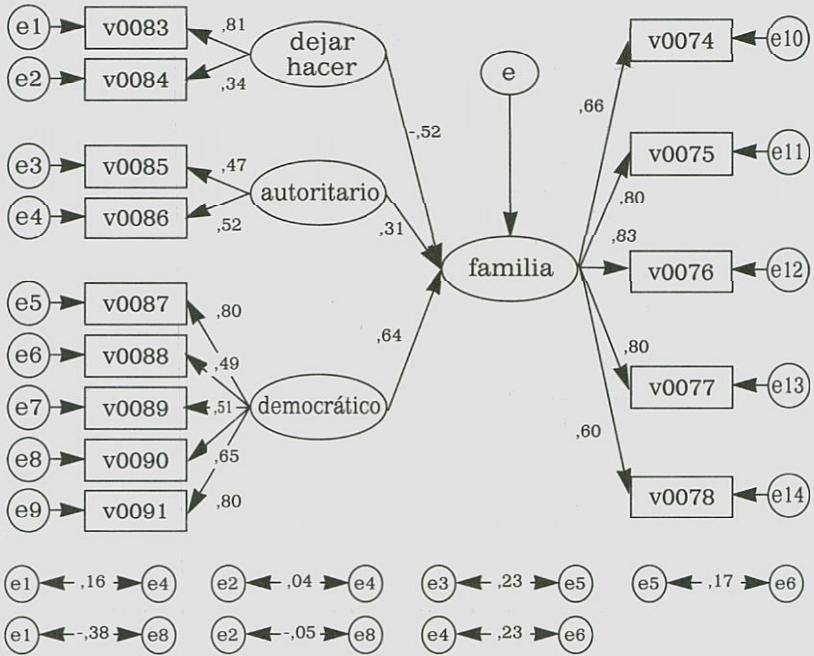 e1
v0083
,81
dejar
hacer
e2
v0084
,34
e
v0074
e10
,66
-,52
e3
v0085
,47
autoritario
e4
v0086
,52
,31
v0075
e11
,80
familia
,83
v0076
e12
e5
v0087
,80
e6
v0088
,49
,64
e7
v0089
,51
democrático
,80
v0077
e13
e8
v0090
,65
,60
e9
v0091
,80
v0078
e14
e1 ,16 e4
e2 ,04 e4
e3 ,23 e5
e5 ,17 e6
e1 -,38 e8
e2 -,05 e8
e4 ,23 e6